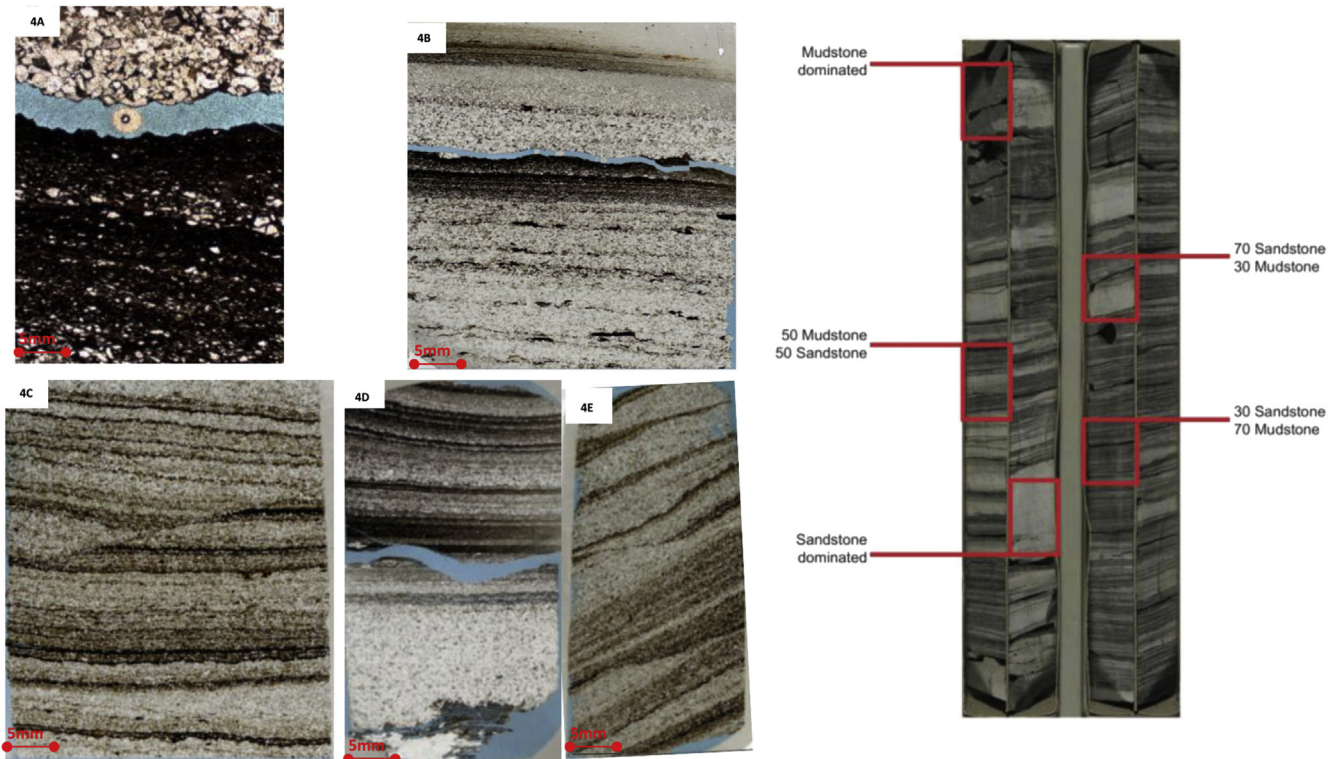 4A
5mm
4B
5mm
4C
5mm
4D
5mm
4E
5mm
Mudstone
dominated
70 Sandstone
30 Mudstone
50 Mudstone
50 Sandstone
30 Sandstone
70 Mudstone
Sandstone
dominated